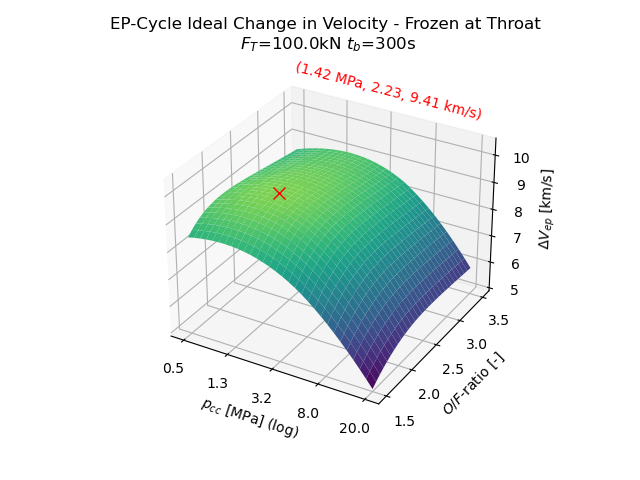 EP-Cycle Ideal Change in Velocity - Frozen at Throat
F_T=100.0kN t_b=300s
(1.42 MPa, 2.23, 9.41 km/s)
10
9
8
7
6
5
ΔV_ep [km/s]
3.5
3.0
2.5
2.0
1.5
O/F-ratio [-]
0.5
1.3
3.2
8.0
20.0
p_cc [MPa] (log)